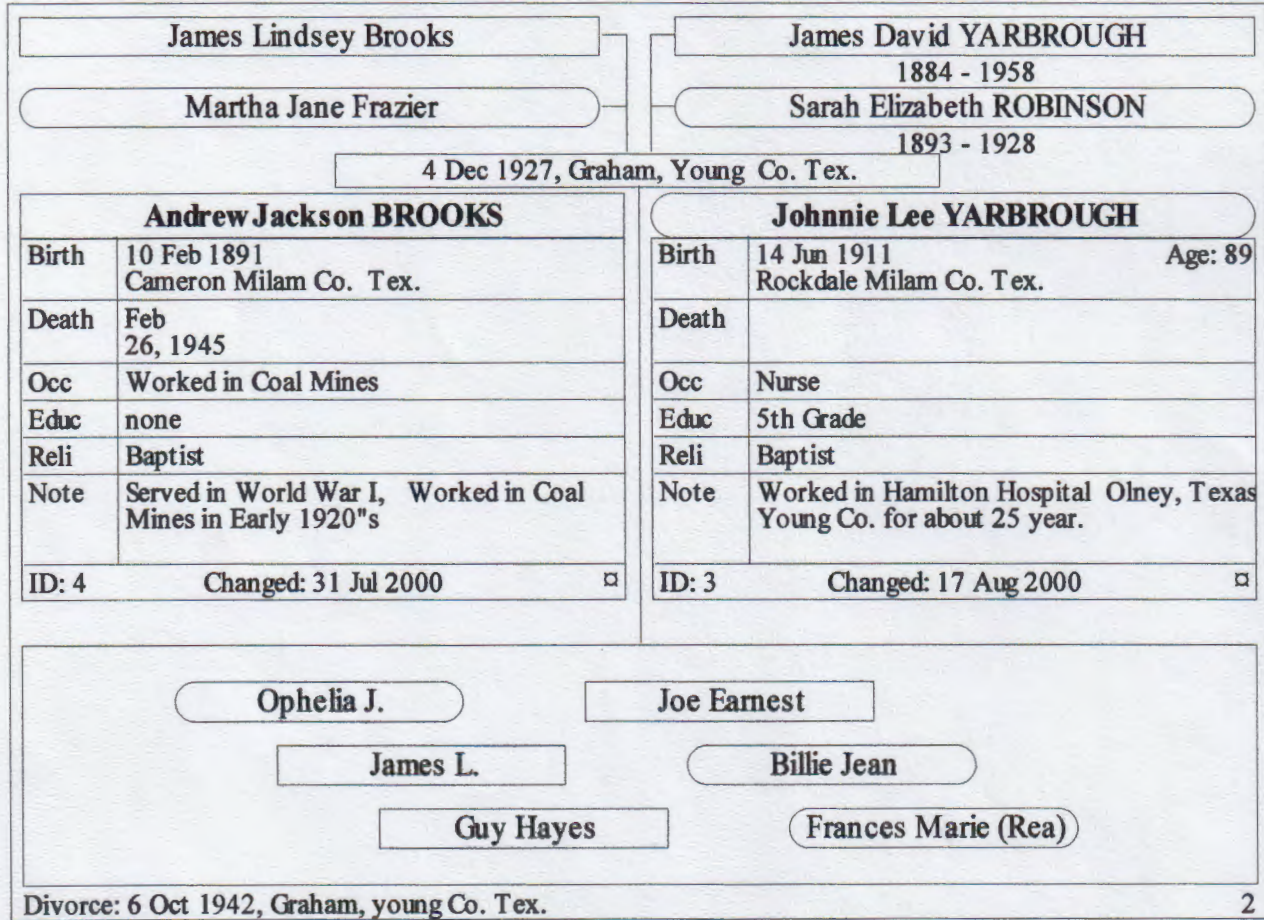 James Lindsey Brooks
James David YARBROUGH
1884 - 1958
Martha Jane Frazier
Sarah Elizabeth ROBINSON
1893 - 1928
4 Dec 1927, Graham, Young Co. Tex.
Andrew Jackson BROOKS
Birth 10 Feb 1891
Cameron Milam Co. Tex.
Death Feb
26, 1945
Occ Worked in Coal Mines
Educ none
Reli Baptist
Note Served in World War I, Worked in Coal
Mines in Early 1920"s
ID: 4 Changed: 31 Jul 2000 ¤
Johnnie Lee YARBROUGH
Birth 14 Jun 1911 Age: 89
Rockdale Milam Co. Tex.
Death
Occ Nurse
Educ 5th Grade
Reli Baptist
Note Worked in Hamilton Hospital Olney, Texas
Young Co. for about 25 year.
ID: 3 Changed: 17 Aug 2000 ¤
Ophelia J.
Joe Earnest
James L.
Billie Jean
Guy Hayes
Frances Marie (Rea)
Divorce: 6 Oct 1942, Graham, young Co. Tex. 2